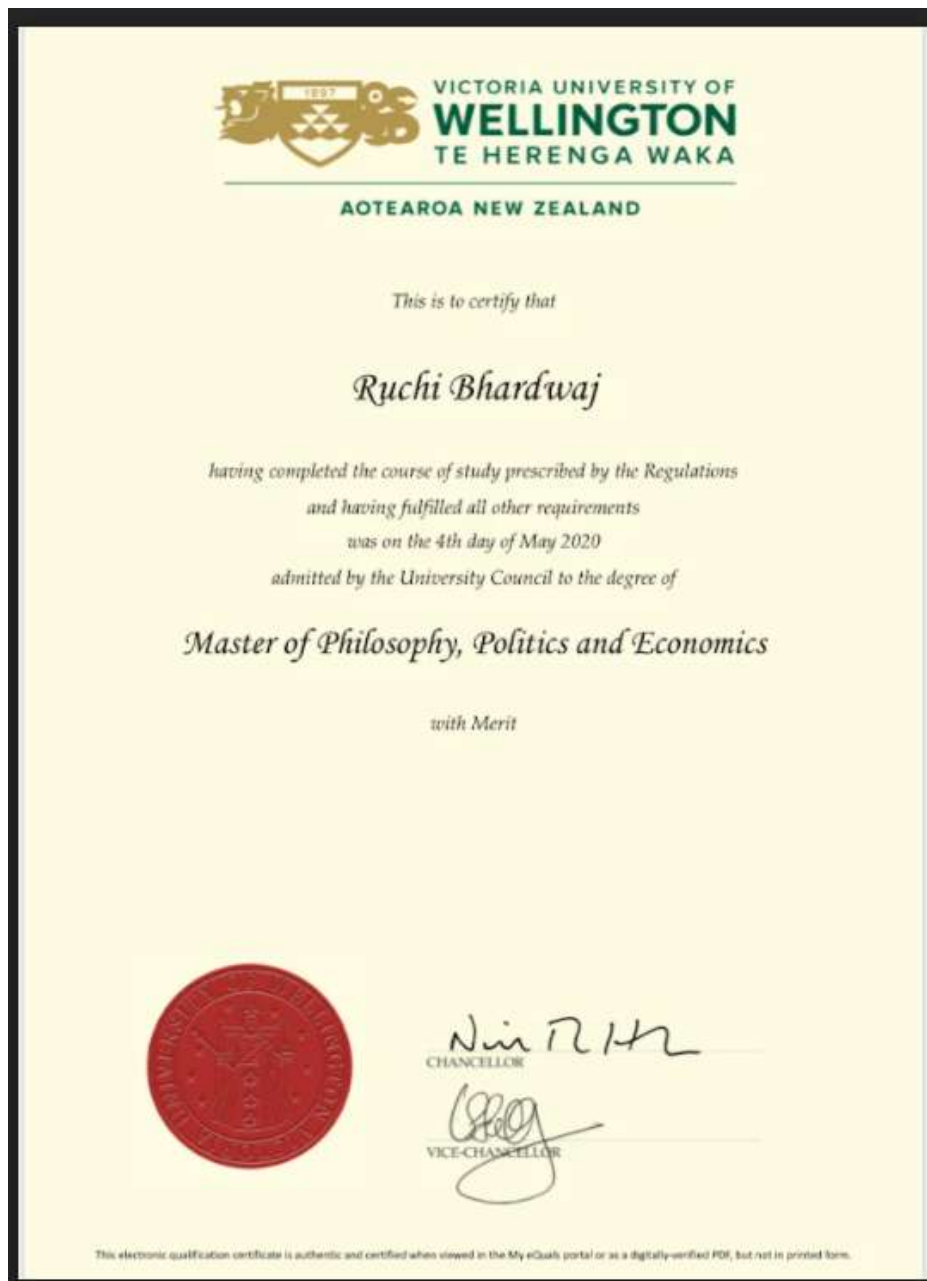 1897
VICTORIA UNIVERSITY OF
WELLINGTON
TE HERENGA WAKA
AOTEAROA NEW ZEALAND
This is to certify that
Ruchi Bhardwaj
having completed the course of study prescribed by the Regulations
and having fulfilled all other requirements
was on the 4th day of May 2020
admitted by the University Council to the degree of
Master of Philosophy, Politics and Economics
with Merit
UNIVERSITY OF WELLINGTON
CHANCELLOR
VICE-CHANCELLOR
This electronic qualification certificate is authentic and certified when viewed in the My eQuals portal or as a digitally-verified PDF, but not in printed form.